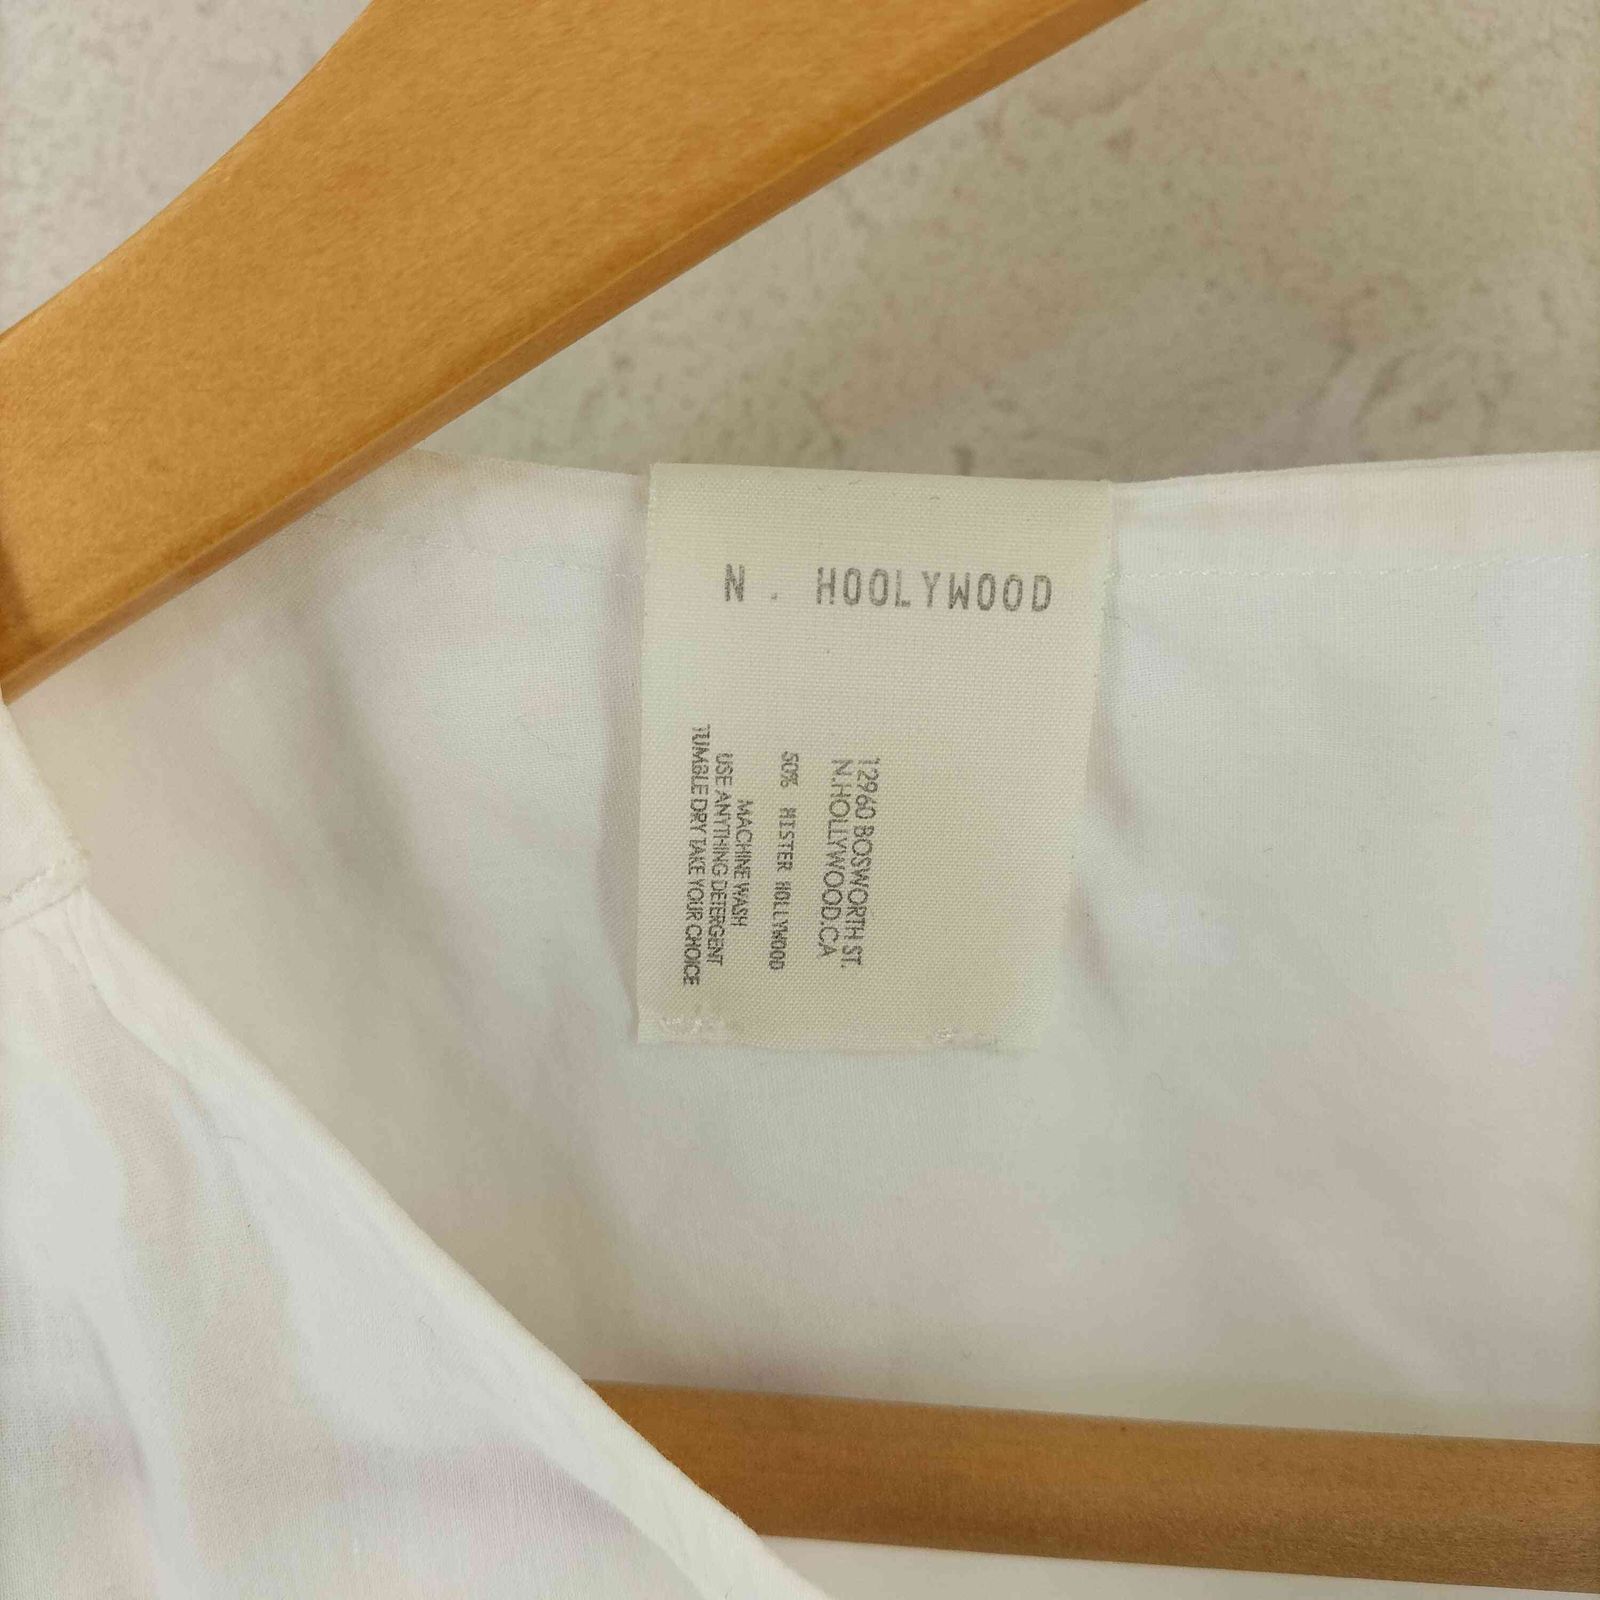 N. HOOLYWOOD
12960 BOSWORTH ST.
N.HOLLYWOOD.CA
50% MISTER HOLLYWOOD
MACHINE WASH
USE ANYTHING DETERGENT
TUMBLE DRY TAKE YOUR CHOICE